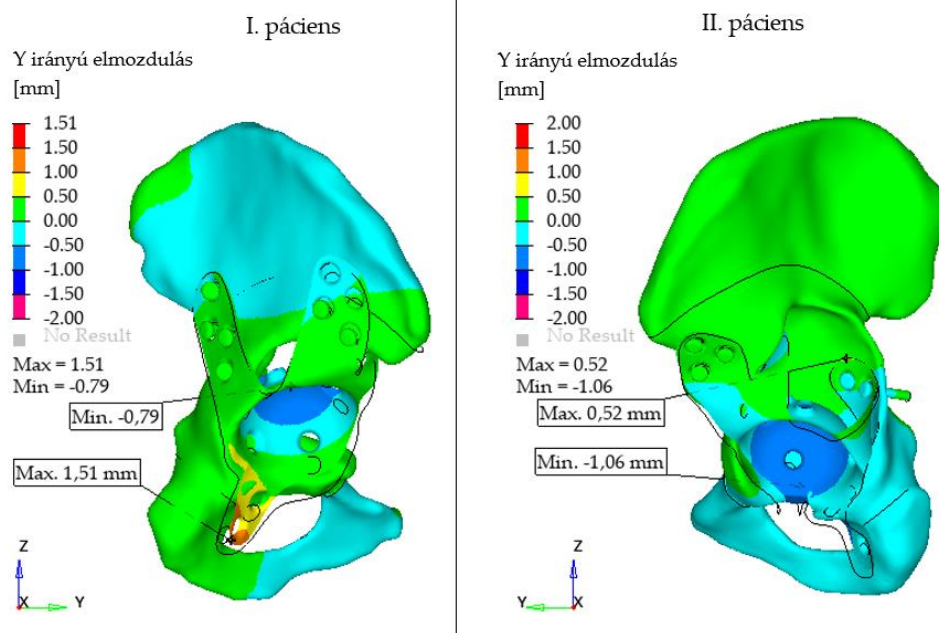 I. páciens
Y irányú elmozdulás
[mm]
1.51
1.50
1.00
0.50
0.00
-0.50
-1.00
-1.50
-2.00
No Result
Max = 1.51
Min = -0.79
Min. -0,79
Max. 1,51 mm
Z
X
Y
II. páciens
Y irányú elmozdulás
[mm]
2.00
1.50
1.00
0.50
0.00
-0.50
-1.00
-1.50
-2.00
No Result
Max = 0.52
Min = -1.06
Max. 0,52 mm
Min. -1,06 mm
Z
Y
X